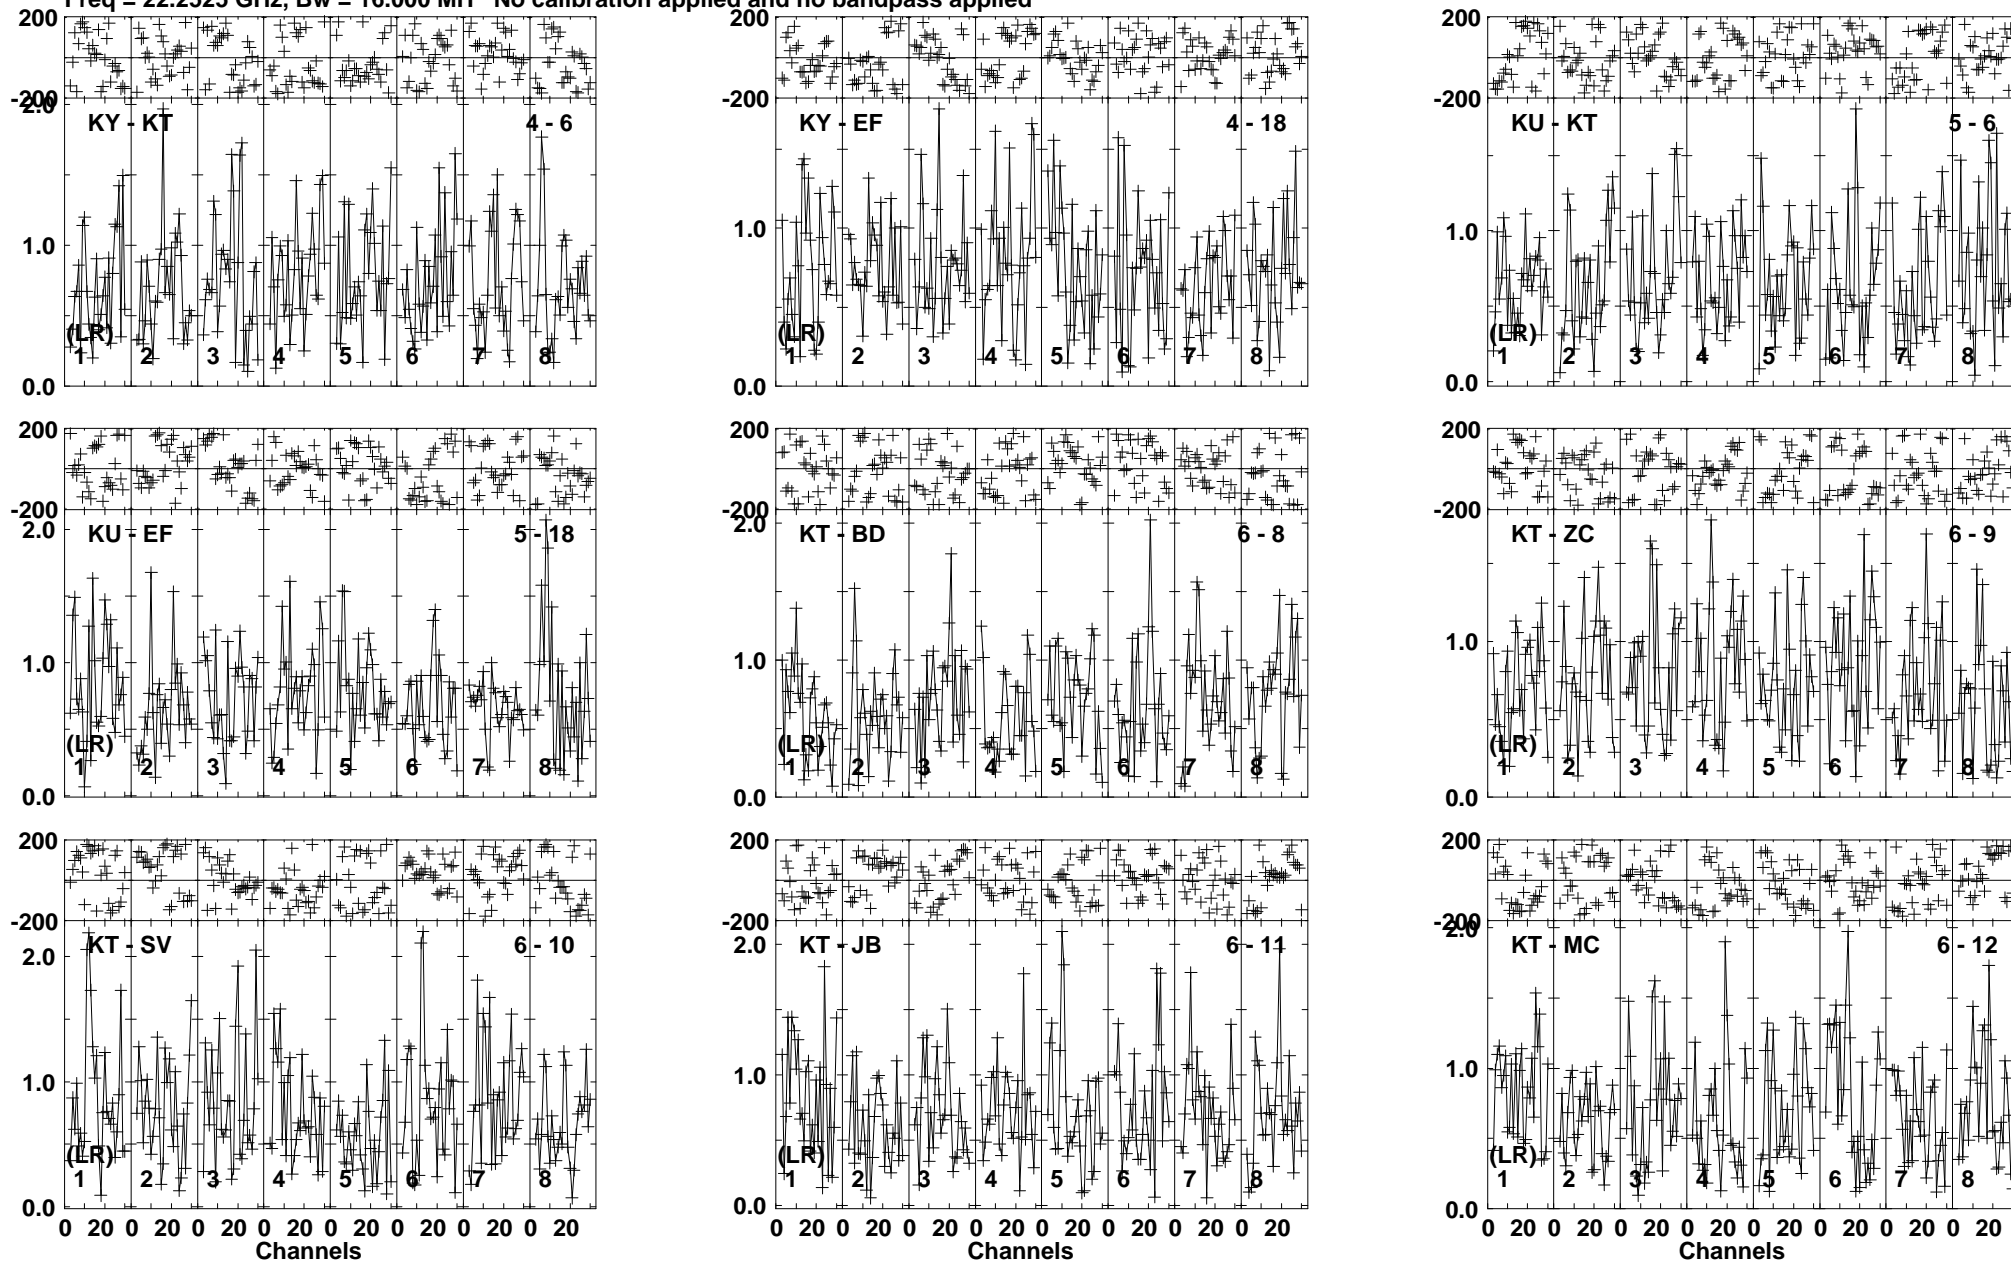 Freq = 22.2525 GHz, Bw = 16.000 MH No calibration applied and no bandpass applied
200 200 200
-200 -200 -200
2.0
KY - KT 4 - 6 KY - EF 4 - 18 KU - KT 5 - 6
1.0 1.0 1.0
(LR) (LR) (LR)
1 2 3 4 5 6 7 8 1 2 3 4 5 6 7 8 1 2 3 4 5 6 7 8
0.0 0.0 0.0
200 200 200
-200 -200 -200
2.0 2.0
KU - EF 5 - 18 KT - BD 6 - 8 KT - ZC 6 - 9
1.0 1.0 1.0
(LR) (LR) (LR)
1 2 3 4 5 6 7 8 1 2 3 4 5 6 7 8 1 2 3 4 5 6 7 8
0.0 0.0 0.0
200 200 200
-200 -200 -200
2.0 2.0 2.0
KT - SV 6 - 10 KT - JB 6 - 11 KT - MC 6 - 12
1.0 1.0 1.0
(LR) (LR) (LR)
1 2 3 4 5 6 7 8 1 2 3 4 5 6 7 8 1 2 3 4 5 6 7 8
0.0 0.0 0.0
0 20 0 20 0 20 0 20 0 20 0 20 0 20 0 20 0 20 0 20 0 20 0 20 0 20 0 20 0 20 0 20 0 20 0 20 0 20 0 20 0 20 0 20 0 20 0 20
Channels Channels Channels